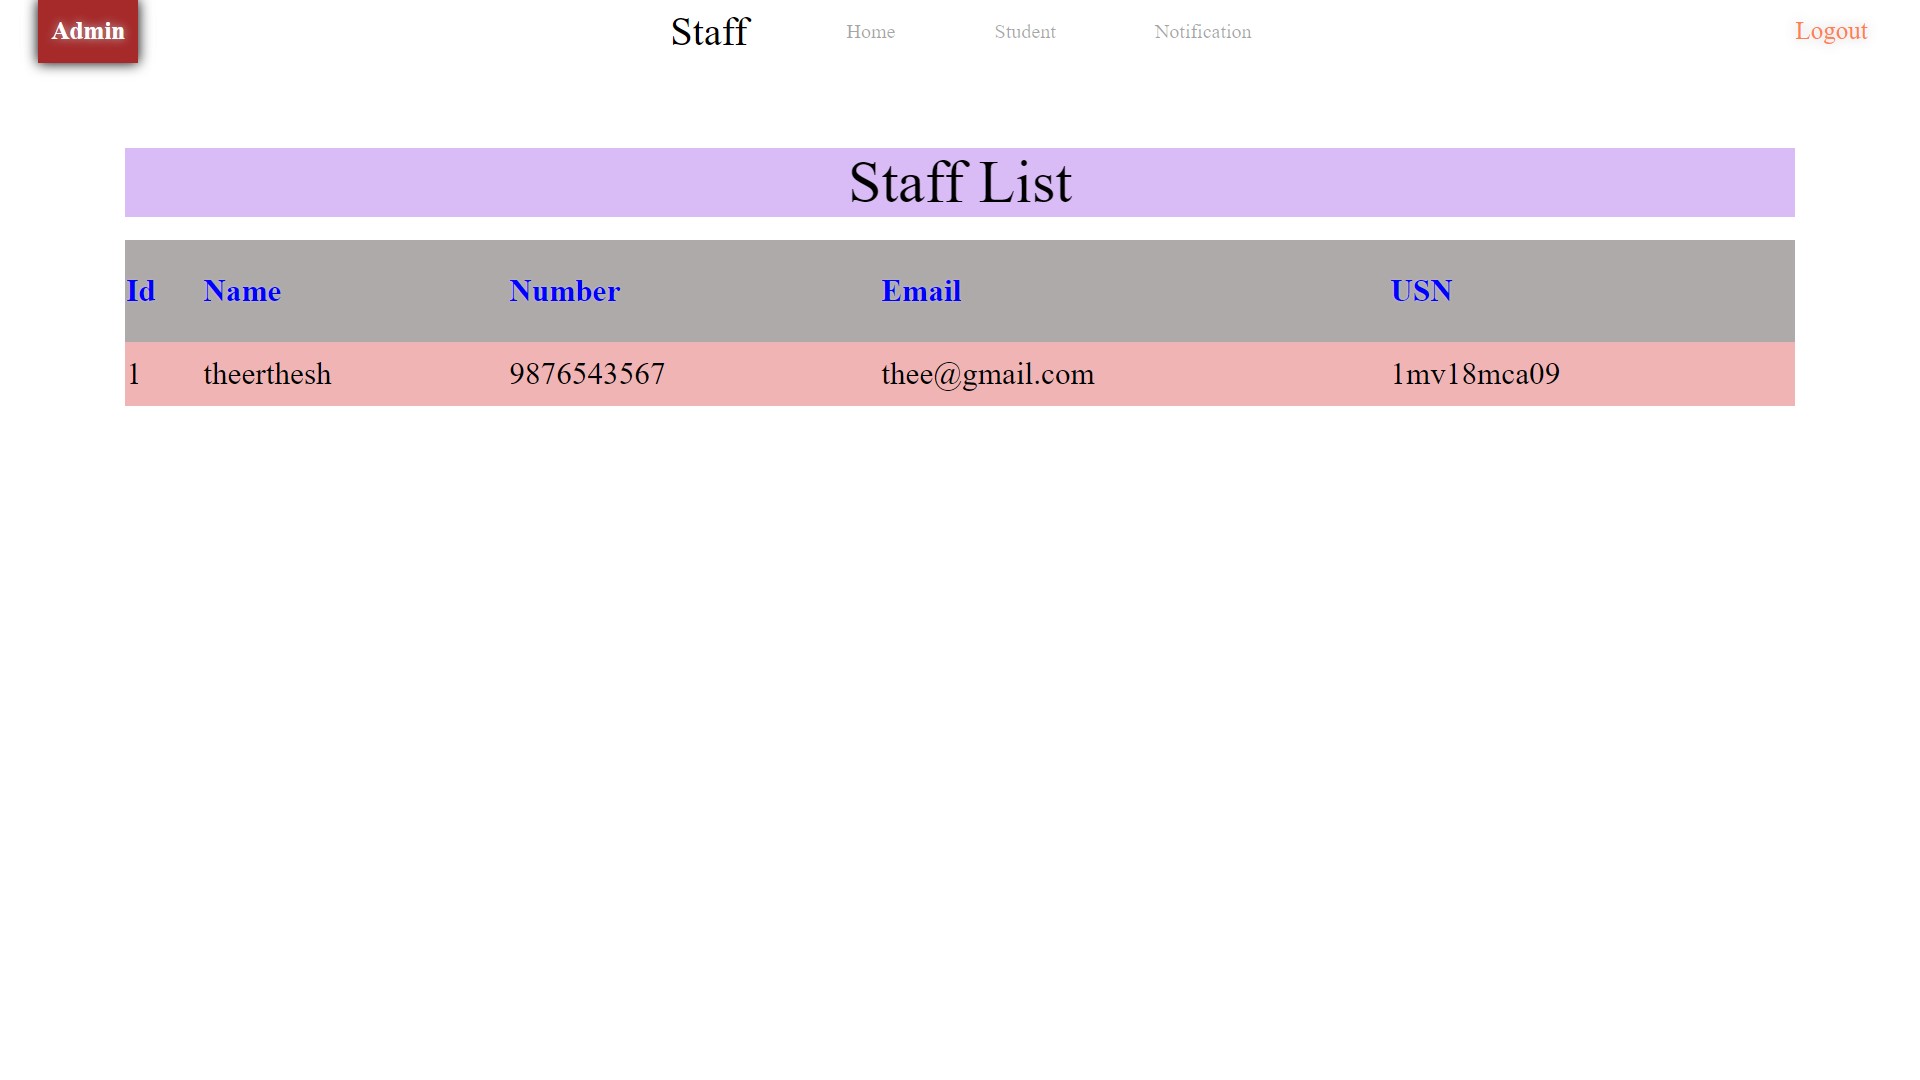 Admin Staff Home Student Notification Logout
Staff List
Id Name Number Email USN
1 theerthesh 9876543567 thee@gmail.com 1mv18mca09